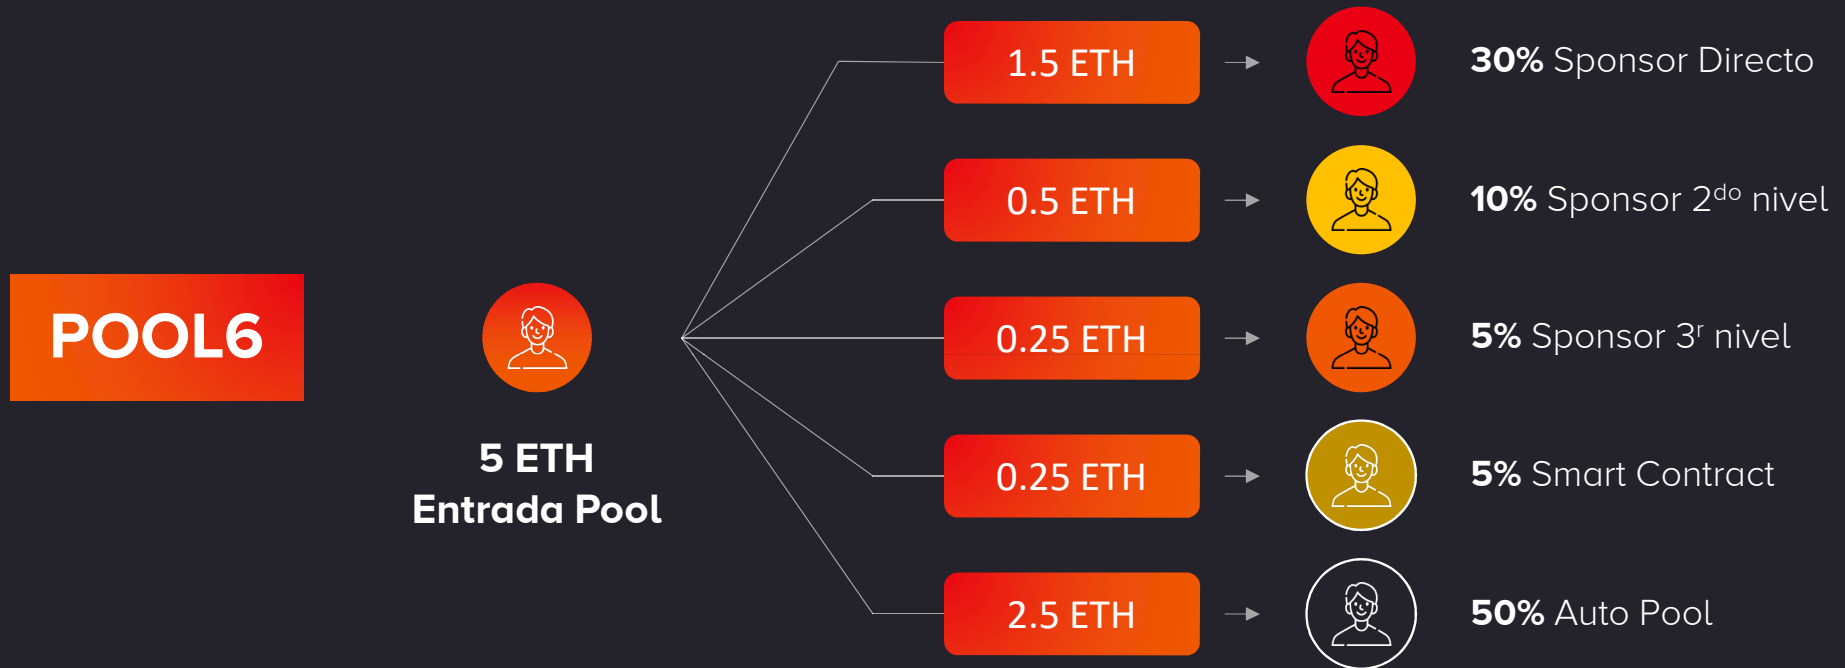 POOL6
5 ETH
Entrada Pool
1.5 ETH
30% Sponsor Directo
0.5 ETH
10% Sponsor 2ᵈᵒ nivel
0.25 ETH
5% Sponsor 3ʳ nivel
0.25 ETH
5% Smart Contract
2.5 ETH
50% Auto Pool